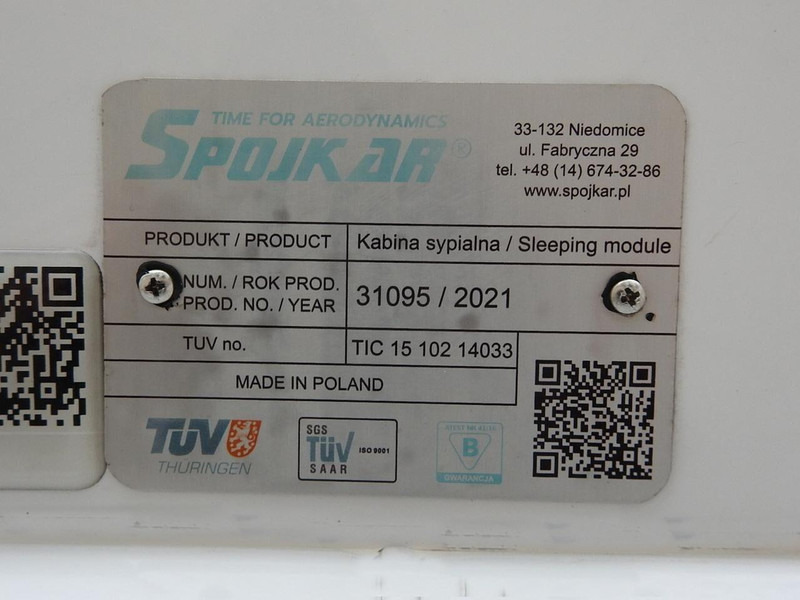 TIME FOR AERODYNAMICS
SPOJKAR®
33-132 Niedomice
ul. Fabryczna 29
tel. +48 (14) 674-32-86
www.spojkar.pl
PRODUKT / PRODUCT
Kabina sypialna / Sleeping module
NUM. / ROK PROD.
PROD. NO. / YEAR
31095 / 2021
TUV no.
TIC 15 102 14033
MADE IN POLAND
TÜV
THURINGEN
SGS
TÜV
SAAR
ISO 9001
B
GWARANCJA